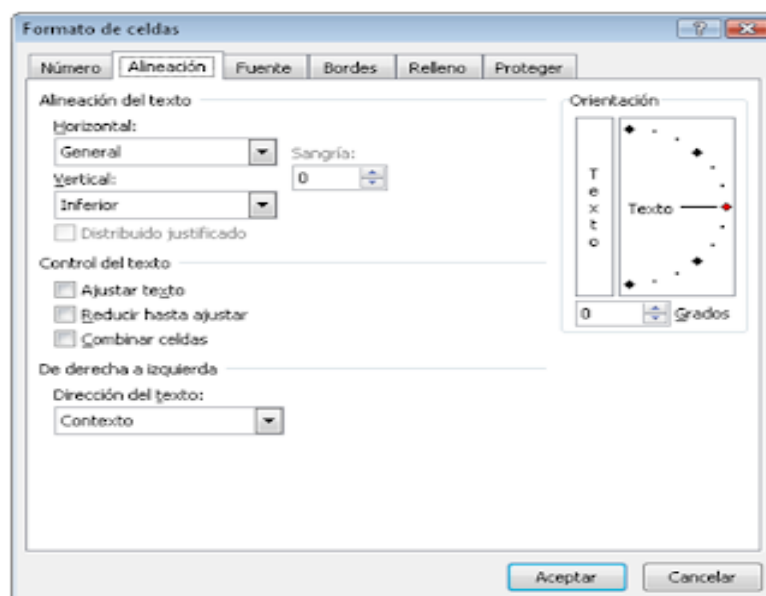 Formato de celdas
Número Alineación Fuente Bordes Relleno Proteger
Alineación del texto
Horizontal:
General
Sangría:
0
Vertical:
Inferior
Distribuido justificado
Control del texto
Ajustar texto
Reducir hasta ajustar
Combinar celdas
De derecha a izquierda
Dirección del texto:
Contexto
Orientación
Texto
Texto
0 Grados
Aceptar Cancelar